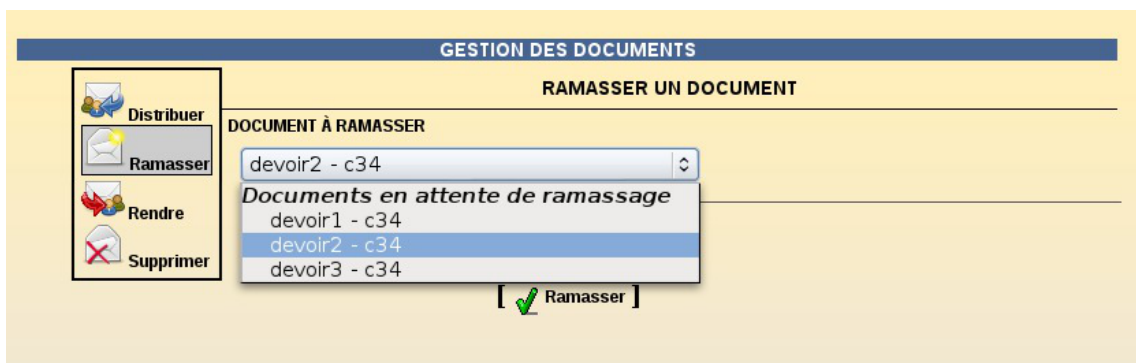 GESTION DES DOCUMENTS
RAMASSER UN DOCUMENT
Distribuer
Ramasser
Rendre
Supprimer
DOCUMENT À RAMASSER
devoir2 - c34
Documents en attente de ramassage
devoir1 - c34
devoir2 - c34
devoir3 - c34
[ Ramasser ]